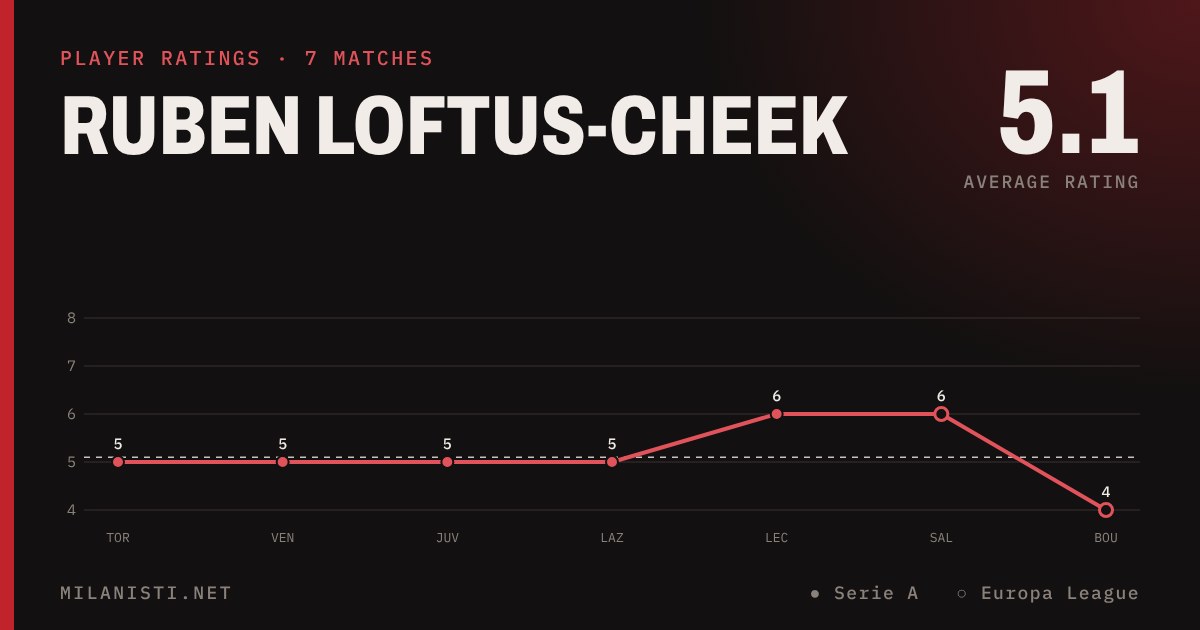 PLAYER RATINGS · 7 MATCHES
RUBEN LOFTUS-CHEEK
5.1
AVERAGE RATING
8
7
6
5
4
5 5 5 5 6 6 4
TOR VEN JUV LAZ LEC SAL BOU
MILANISTI.NET
● Serie A ○ Europa League